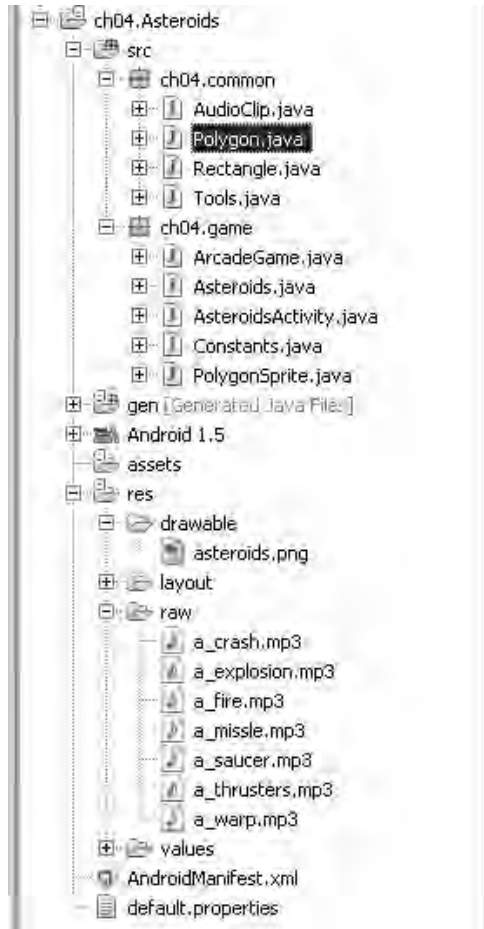 ch04.Asteroids
src
ch04.common
AudioClip.java
Polygon.java
Rectangle.java
Tools.java
ch04.game
ArcadeGame.java
Asteroids.java
AsteroidsActivity.java
Constants.java
PolygonSprite.java
gen [Generated Java Files]
Android 1.5
assets
res
drawable
asteroids.png
layout
raw
a_crash.mp3
a_explosion.mp3
a_fire.mp3
a_missle.mp3
a_saucer.mp3
a_thrusters.mp3
a_warp.mp3
values
AndroidManifest.xml
default.properties